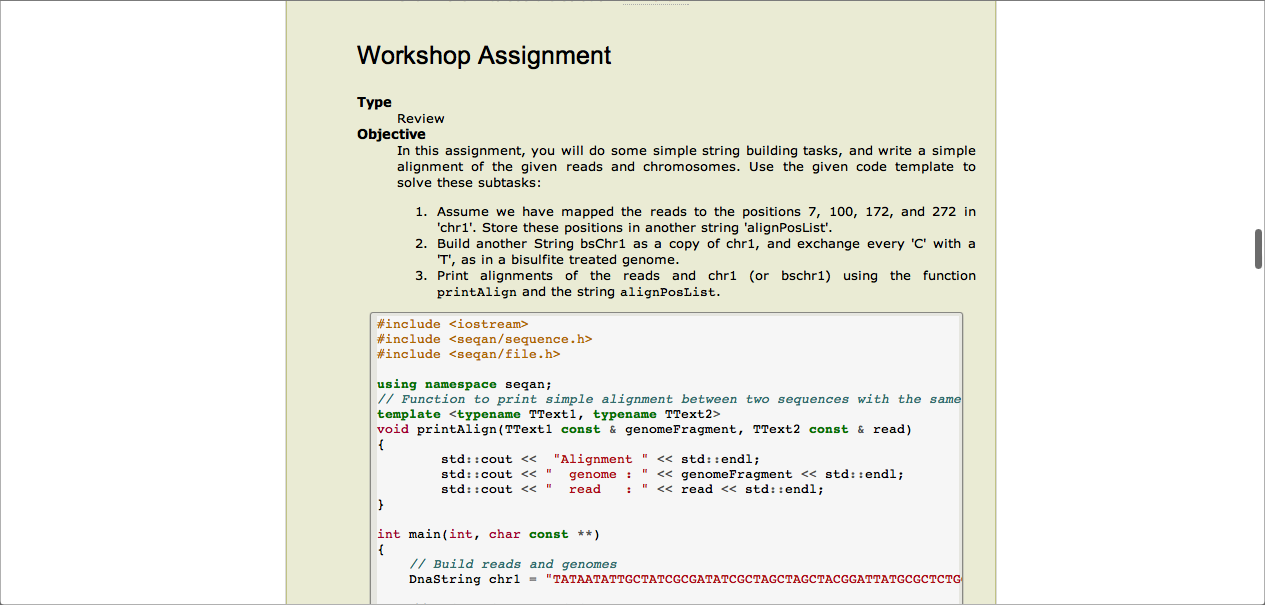 Workshop Assignment
Type
Review
Objective
In this assignment, you will do some simple string building tasks, and write a simple
alignment of the given reads and chromosomes. Use the given code template to
solve these subtasks:
1. Assume we have mapped the reads to the positions 7, 100, 172, and 272 in
'chr1'. Store these positions in another string 'alignPosList'.
2. Build another String bsChr1 as a copy of chr1, and exchange every 'C' with a
'T', as in a bisulfite treated genome.
3. Print alignments of the reads and chr1 (or bschr1) using the function
printAlign and the string alignPosList.
#include <iostream>
#include <seqan/sequence.h>
#include <seqan/file.h>
using namespace seqan;
// Function to print simple alignment between two sequences with the same
template <typename TText1, typename TText2>
void printAlign(TText1 const & genomeFragment, TText2 const & read)
{
std::cout <<  "Alignment " << std::endl;
std::cout << "  genome : " << genomeFragment << std::endl;
std::cout << "  read   : " << read << std::endl;
}
int main(int, char const **)
{
// Build reads and genomes
DnaString chr1 = "TATAATATTGCTATCGCGATATCGCTAGCTAGCTACGGATTATGCGCTCTG